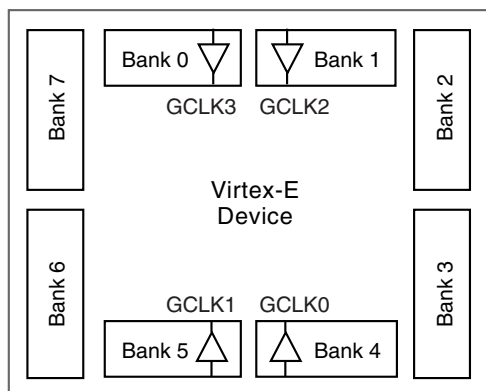 Bank 0
Bank 1
GCLK3
GCLK2
Bank 7
Bank 2
Virtex-E
Device
Bank 6
Bank 3
GCLK1
GCLK0
Bank 5
Bank 4